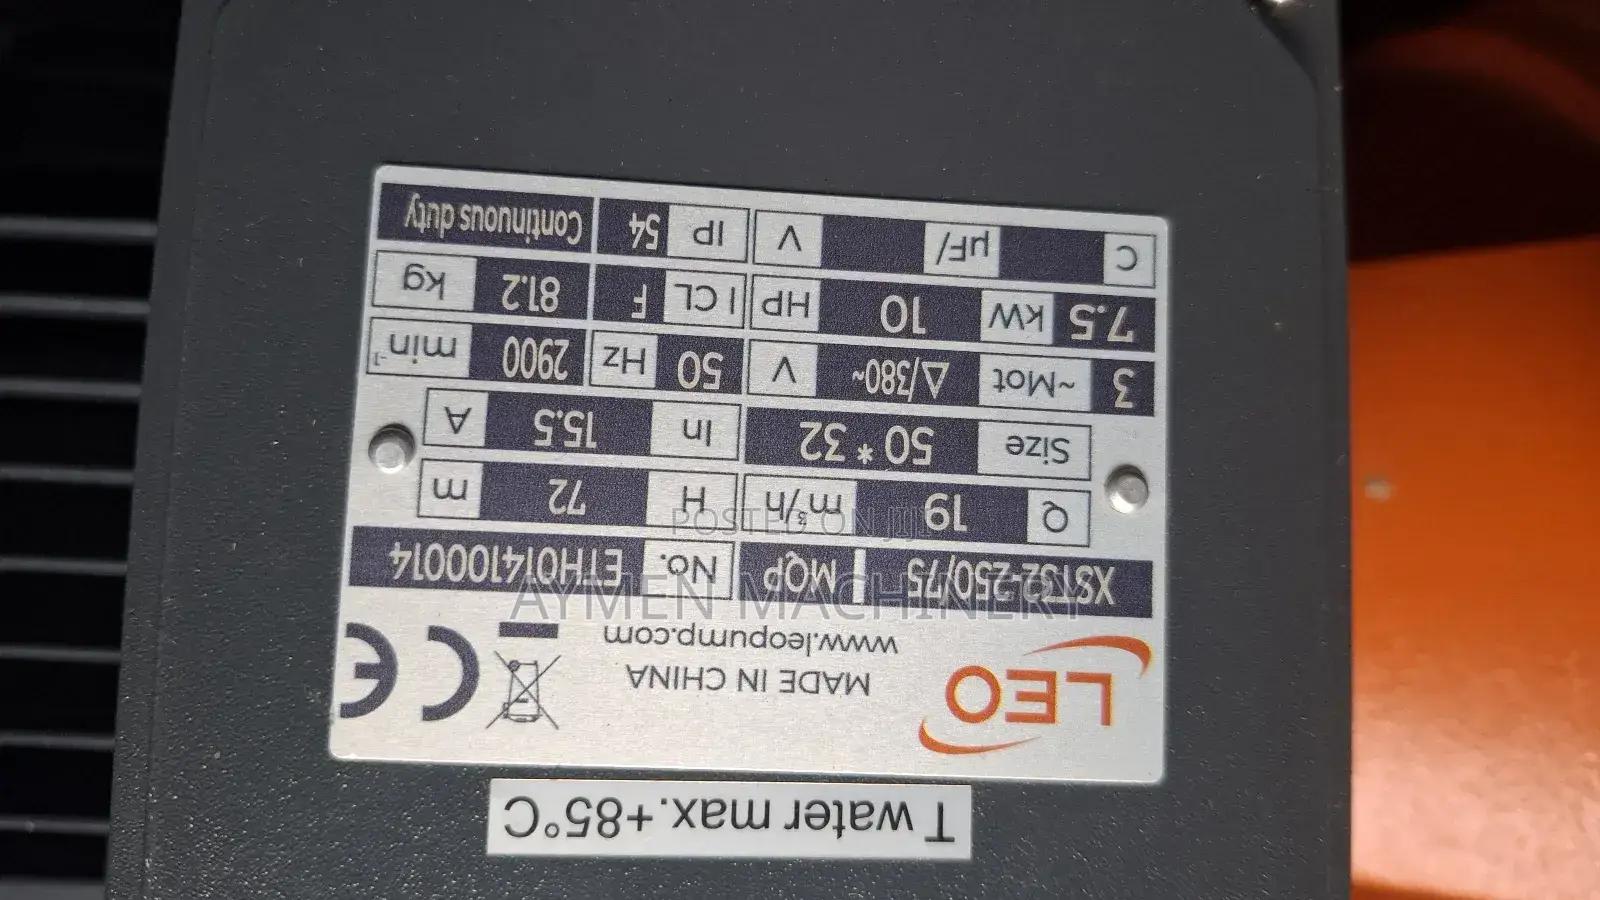 T water max.+85°C
LEO
MADE IN CHINA
www.leopump.com
CE
XST32-250/75 MQP No. ETH014100014
Q 19 m³/h H 72 m
Size 50 * 32 In 15.5 A
3 ~Mot Δ/380~ V 50 Hz 2900 min⁻¹
7.5 kW 10 HP I CL F 81.2 kg
C µF/ V IP 54 Continuous duty
POSTED ON JIJI
AYMEN MACHINERY